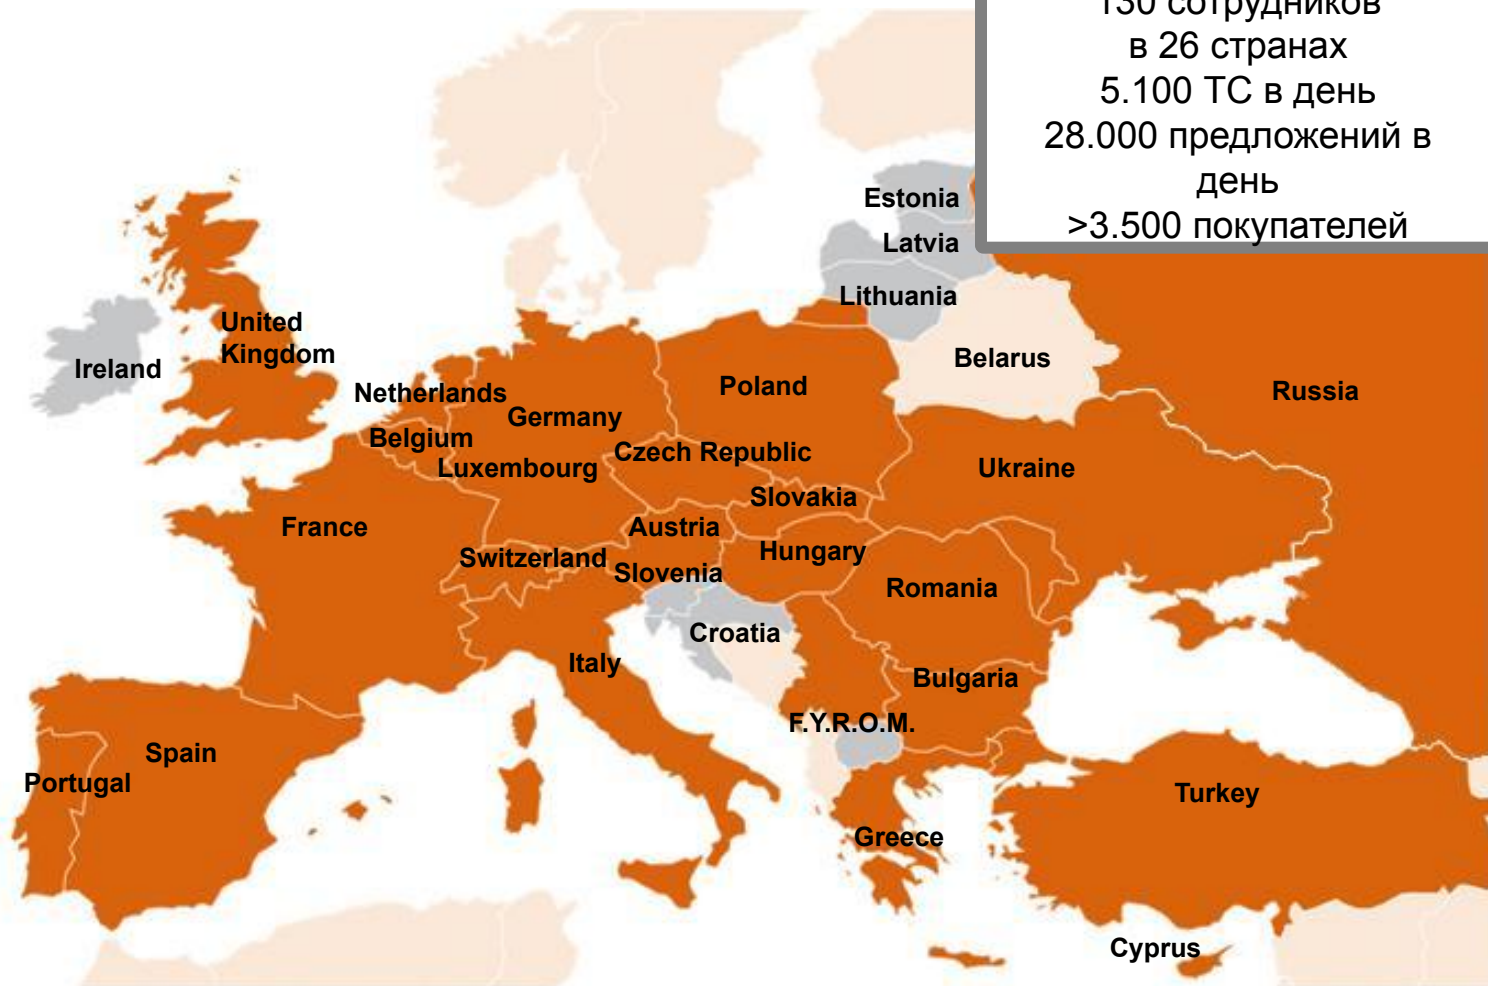 130 сотрудников
в 26 странах
5.100 ТС в день
28.000 предложений в
день
>3.500 покупателей
Estonia
Latvia
Lithuania
United
Kingdom
Ireland
Belarus
Netherlands
Poland
Russia
Germany
Belgium
Czech Republic
Luxembourg
Ukraine
Slovakia
France
Austria
Switzerland
Hungary
Slovenia
Romania
Croatia
Italy
Bulgaria
F.Y.R.O.M.
Spain
Portugal
Turkey
Greece
Cyprus